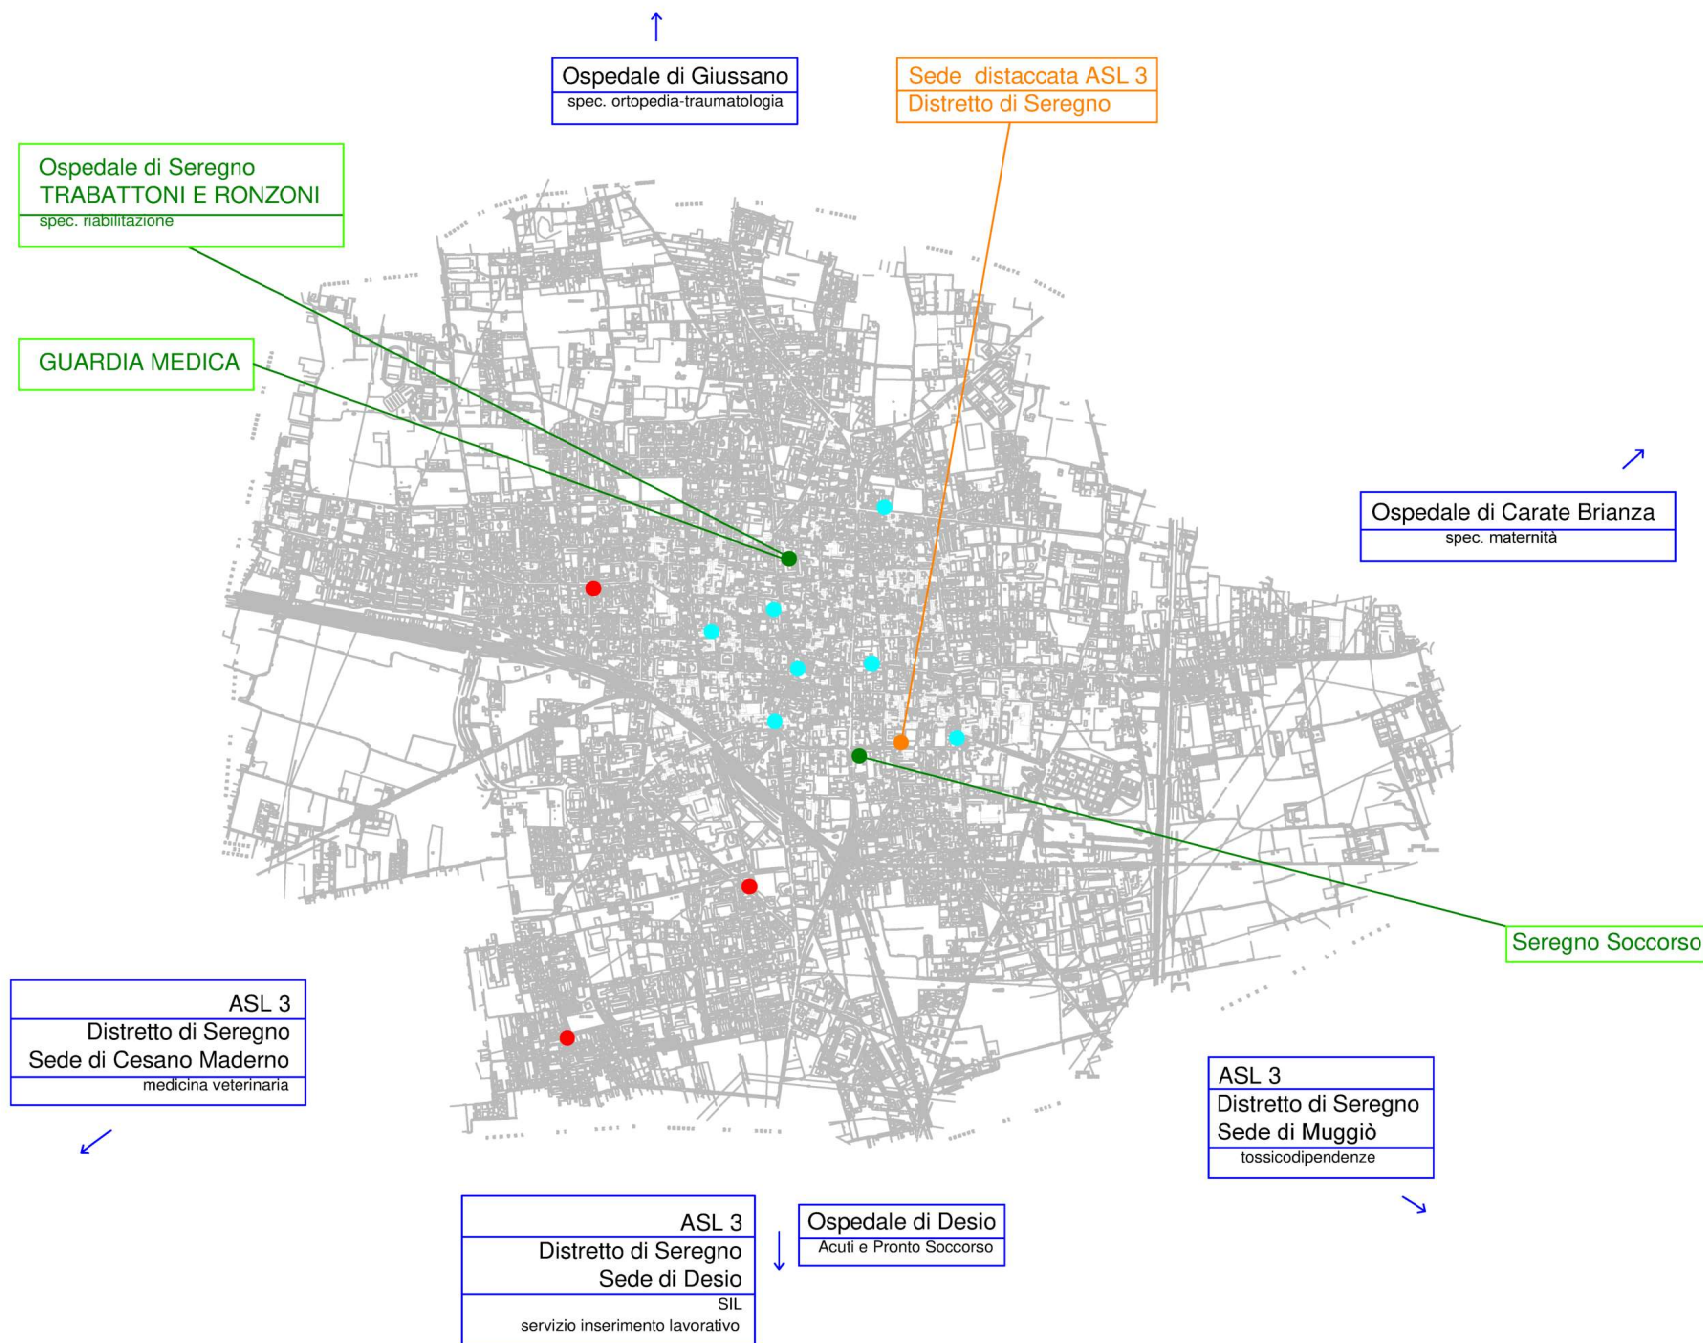 Ospedale di Giussano
spec. ortopedia-traumatologia
Sede distaccata ASL 3
Distretto di Seregno
Ospedale di Seregno
TRABATTONI E RONZONI
spec. riabilitazione
GUARDIA MEDICA
Ospedale di Carate Brianza
spec. maternità
Seregno Soccorso
ASL 3
Distretto di Seregno
Sede di Cesano Maderno
medicina veterinaria
ASL 3
Distretto di Seregno
Sede di Muggiò
tossicodipendenze
ASL 3
Distretto di Seregno
Sede di Desio
SIL
servizio inserimento lavorativo
Ospedale di Desio
Acuti e Pronto Soccorso